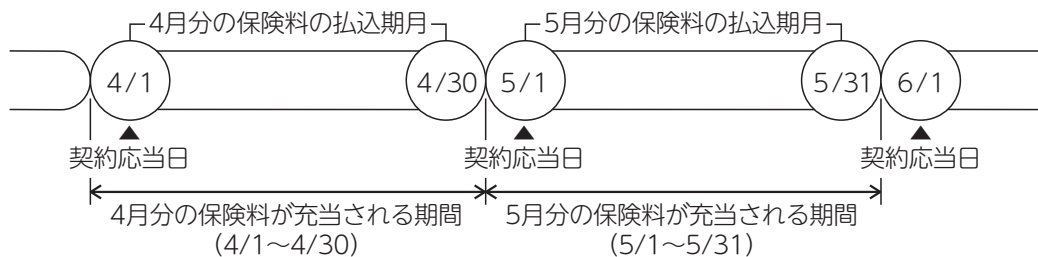 4月分の保険料の払込期月
5月分の保険料の払込期月
4/1
4/30
5/1
5/31
6/1
▲
▲
▲
契約応当日
契約応当日
契約応当日
4月分の保険料が充当される期間
(4/1～4/30)
5月分の保険料が充当される期間
(5/1～5/31)